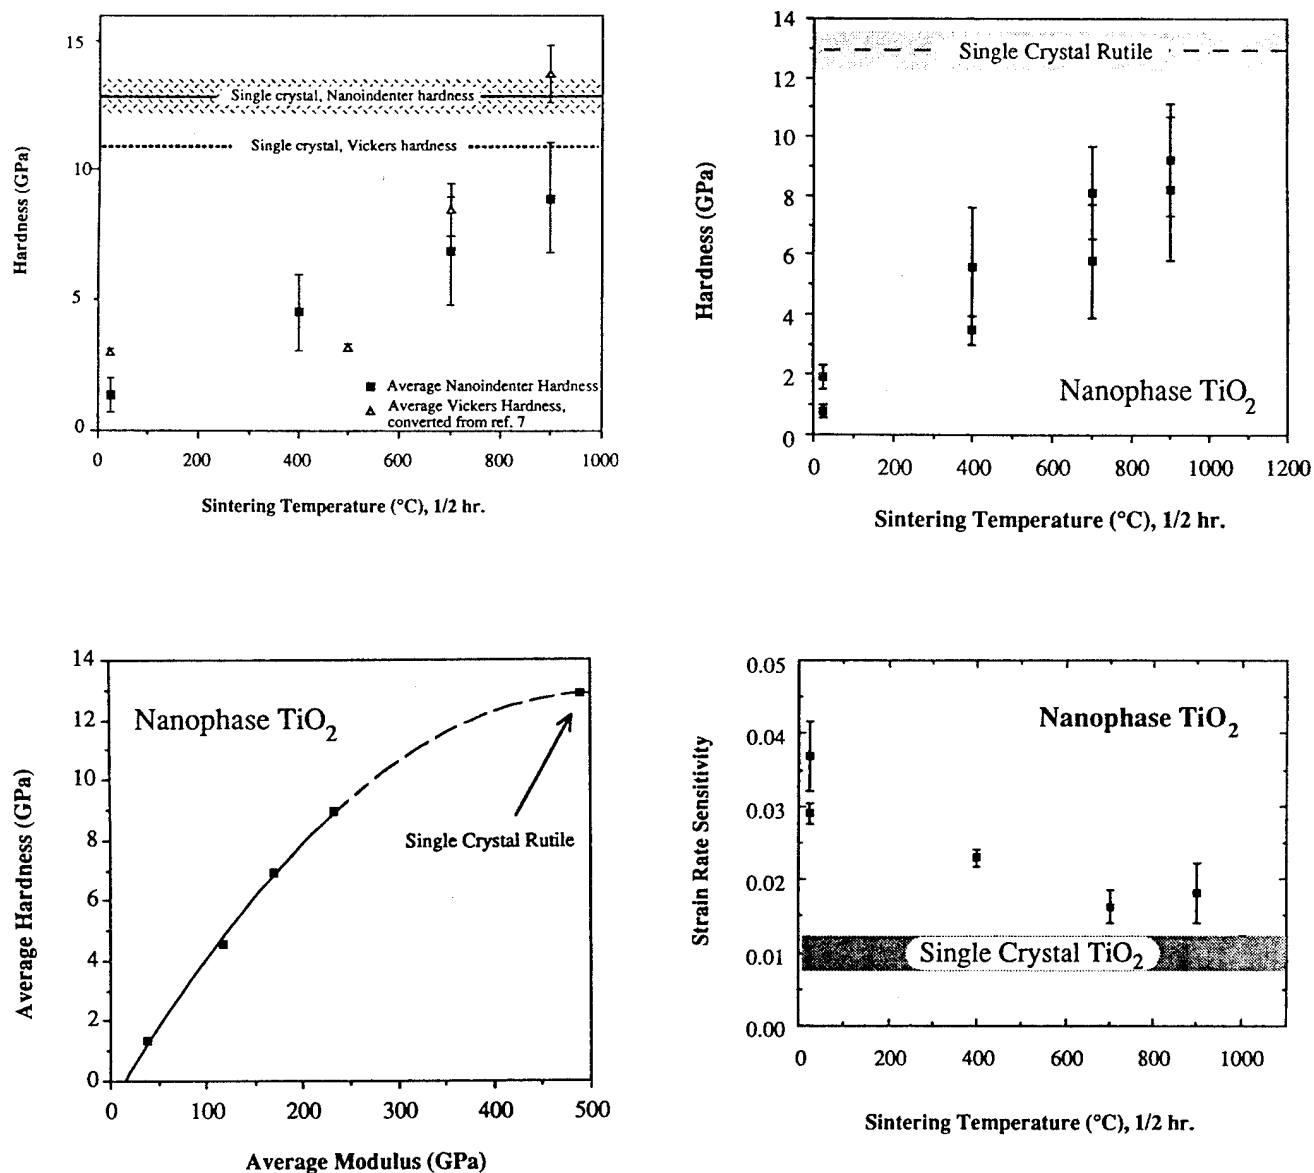 15
10
5
0
Hardness (GPa)
Single crystal, Nanoindenter hardness
Single crystal, Vickers hardness
Average Nanoindenter Hardness
Average Vickers Hardness,
converted from ref. 7
0 200 400 600 800 1000
Sintering Temperature (°C), 1/2 hr.
14
12
10
8
6
4
2
0
Hardness (GPa)
Single Crystal Rutile
Nanophase TiO2
0 200 400 600 800 1000 1200
Sintering Temperature (°C), 1/2 hr.
14
12
10
8
6
4
2
0
Average Hardness (GPa)
Nanophase TiO2
Single Crystal Rutile
0 100 200 300 400 500
Average Modulus (GPa)
0.05
0.04
0.03
0.02
0.01
0.00
Strain Rate Sensitivity
Nanophase TiO2
Single Crystal TiO2
0 200 400 600 800 1000
Sintering Temperature (°C), 1/2 hr.